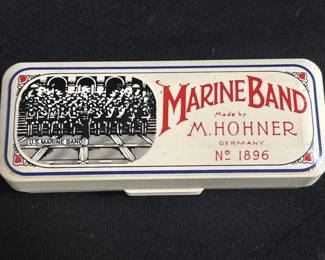 U.S. MARINE BAND
MARINE BAND
Made by
M. HOHNER
GERMANY
No 1896